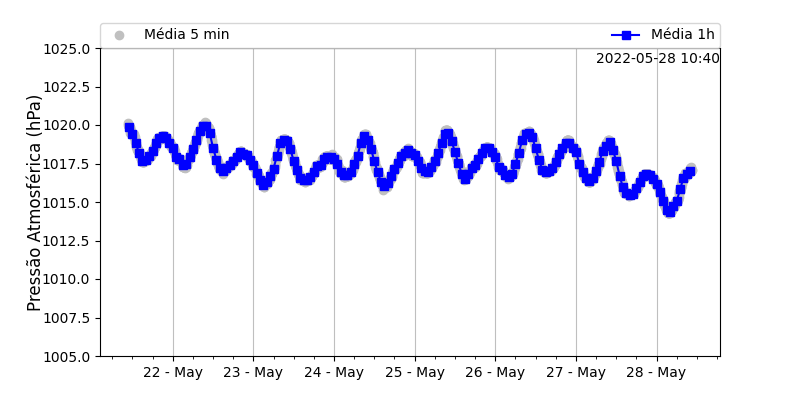 Média 5 min
Média 1h
2022-05-28 10:40
Pressão Atmosférica (hPa)
1025.0
1022.5
1020.0
1017.5
1015.0
1012.5
1010.0
1007.5
1005.0
22 - May
23 - May
24 - May
25 - May
26 - May
27 - May
28 - May